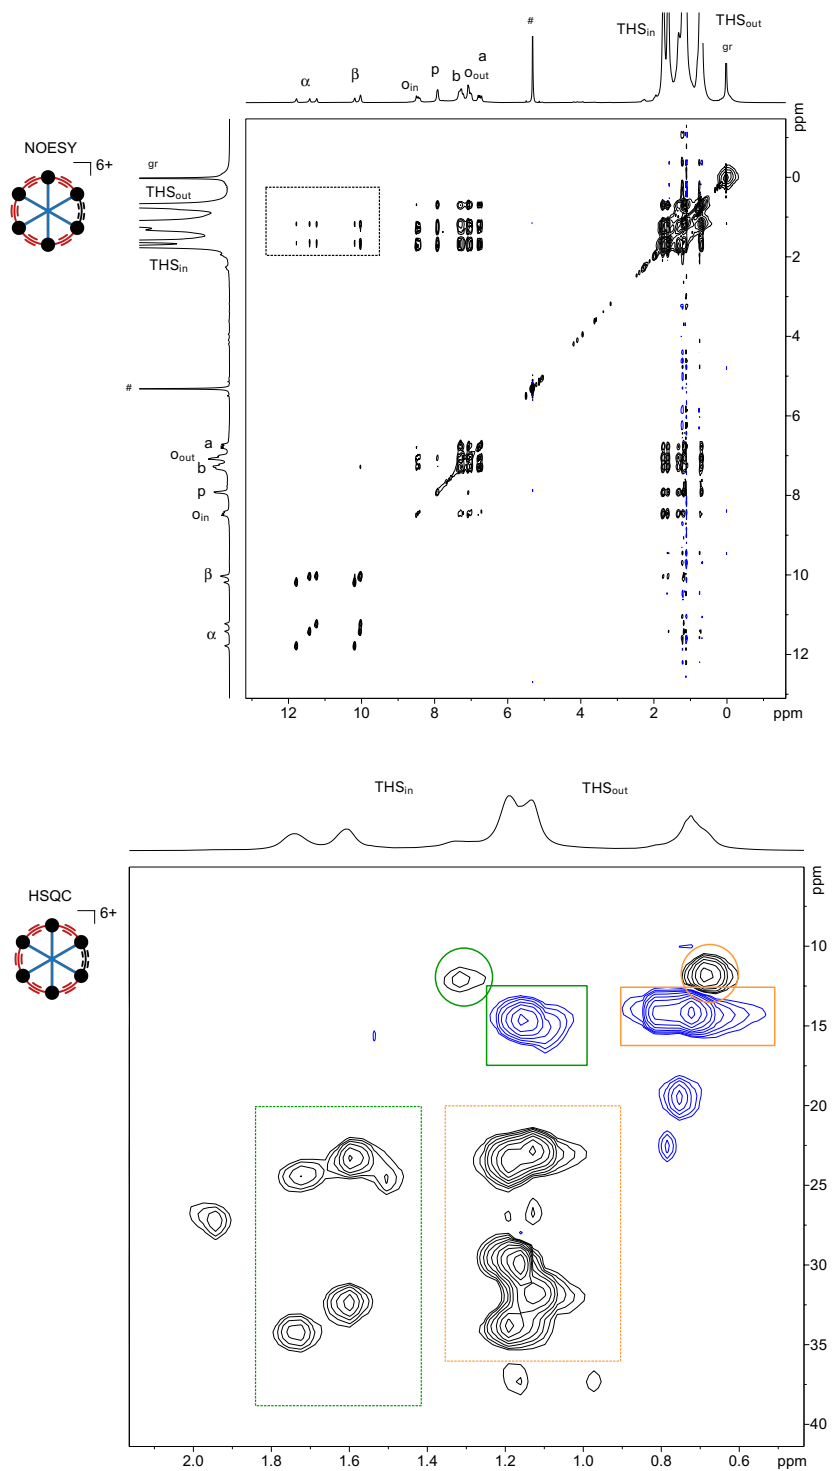 #
THS_in
THS_out
gr
α
β
o_in
p
b
o_out
a
ppm
NOESY
6+
gr
THS_out
THS_in
#
a
o_out
b
p
o_in
β
α
0
2
4
6
8
10
12
12
10
8
6
4
2
0
ppm
THS_in
THS_out
ppm
HSQC
6+
10
15
20
25
30
35
40
2.0
1.8
1.6
1.4
1.2
1.0
0.8
0.6
ppm